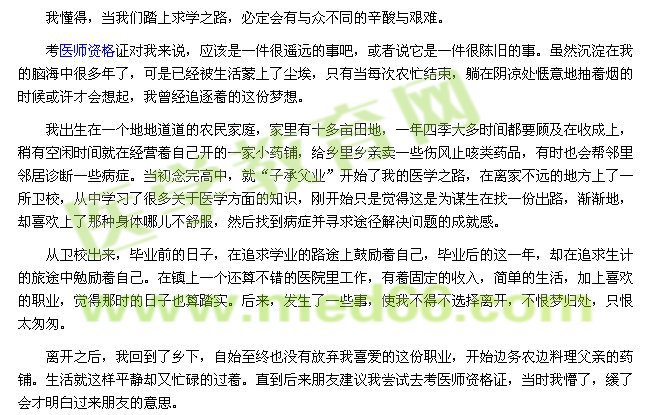 我懂得，当我们踏上求学之路，必定会有与众不同的辛酸与艰难。
考医师资格证对我来说，应该是一件很遥远的事吧，或者说它是一件很陈旧的事。虽然沉淀在我
的脑海中很多年了，可是已经被生活蒙上了尘埃，只有当每次农忙结束，躺在阴凉处惬意地抽着烟的
时候或许才会想起，我曾经追逐着的这份梦想。
我出生在一个地地道道的农民家庭，家里有十多亩田地，一年四季大多时间都要顾及在收成上，
稍有空闲时间就在经营着自己开的一家小药铺，给乡里乡亲卖一些伤风止咳类药品，有时也会帮邻里
邻居诊断一些病症。当初念完高中，就“子承父业”开始了我的医学之路，在离家不远的地方上了一
所卫校，从中学习了很多关于医学方面的知识，刚开始只是觉得这是为谋生在找一份出路，渐渐地，
却喜欢上了那种身体哪儿不舒服，然后找到病症并寻求途径解决问题的成就感。
从卫校出来，毕业前的日子，在追求学业的路途上鼓励着自己，毕业后的这一年，却在追求生计
的旅途中勉励着自己。在镇上一个还算不错的医院里工作，有着固定的收入，简单的生活，加上喜欢
的职业，觉得那时的日子也算踏实。后来，发生了一些事，使我不得不选择离开，不恨梦归处，只恨
太匆匆。
离开之后，我回到了乡下，自始至终也没有放弃我喜爱的这份职业，开始边务农边料理父亲的药
铺。生活就这样平静却又忙碌的过着。直到后来朋友建议我尝试去考医师资格证，当时我懵了，缓了
会才明白过来朋友的意思。
医学教育网
www.med66.com